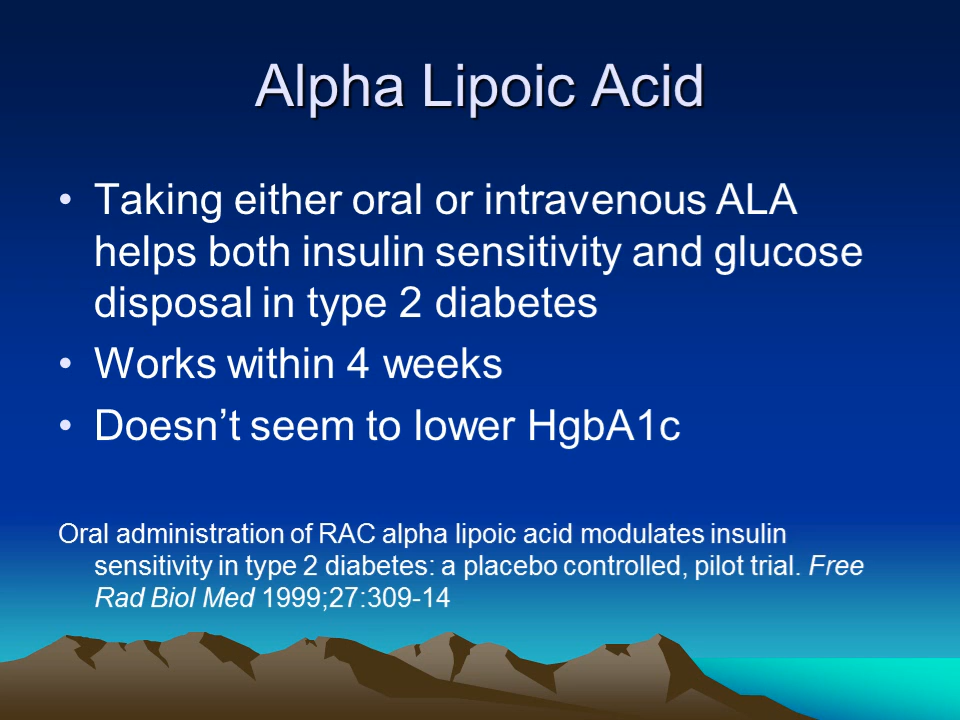 Alpha Lipoic Acid
• Taking either oral or intravenous ALA
helps both insulin sensitivity and glucose
disposal in type 2 diabetes
• Works within 4 weeks
• Doesn’t seem to lower HgbA1c
Oral administration of RAC alpha lipoic acid modulates insulin
sensitivity in type 2 diabetes: a placebo controlled, pilot trial. Free
Rad Biol Med 1999;27:309-14